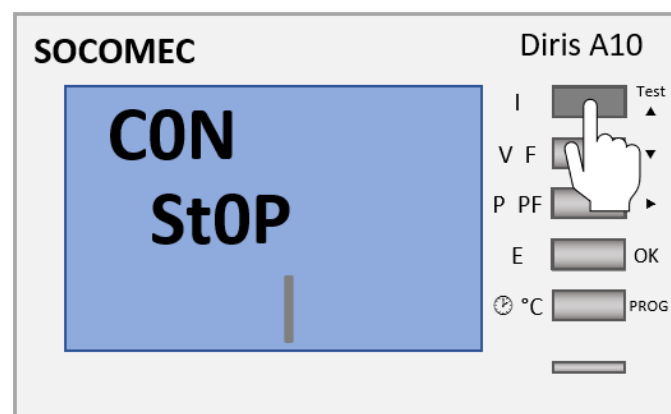 SOCOMEC
Diris A10
C0N
St0P
I
Test
▲
V F
▼
P PF
►
E
OK
°C
PROG